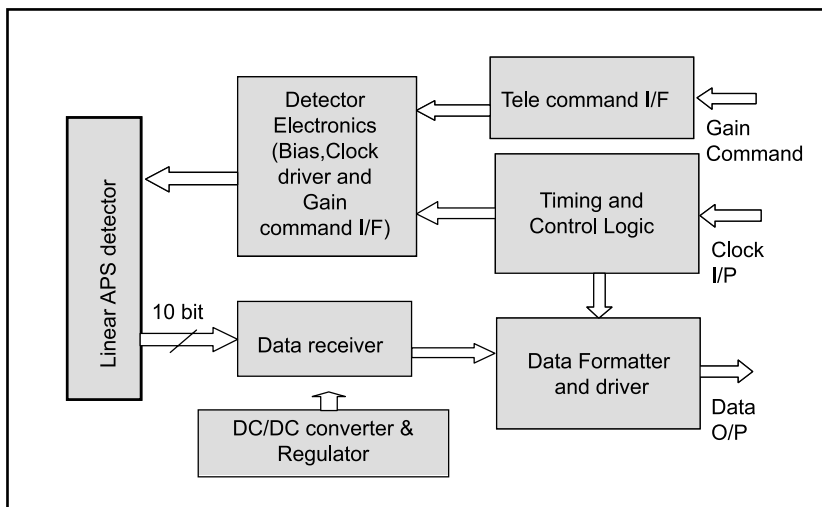 Linear APS detector
Detector
Electronics
(Bias,Clock
driver and
Gain
command I/F)
Tele command I/F
Gain
Command
Timing and
Control Logic
Clock
I/P
10 bit
Data receiver
Data Formatter
and driver
Data
O/P
DC/DC converter &
Regulator